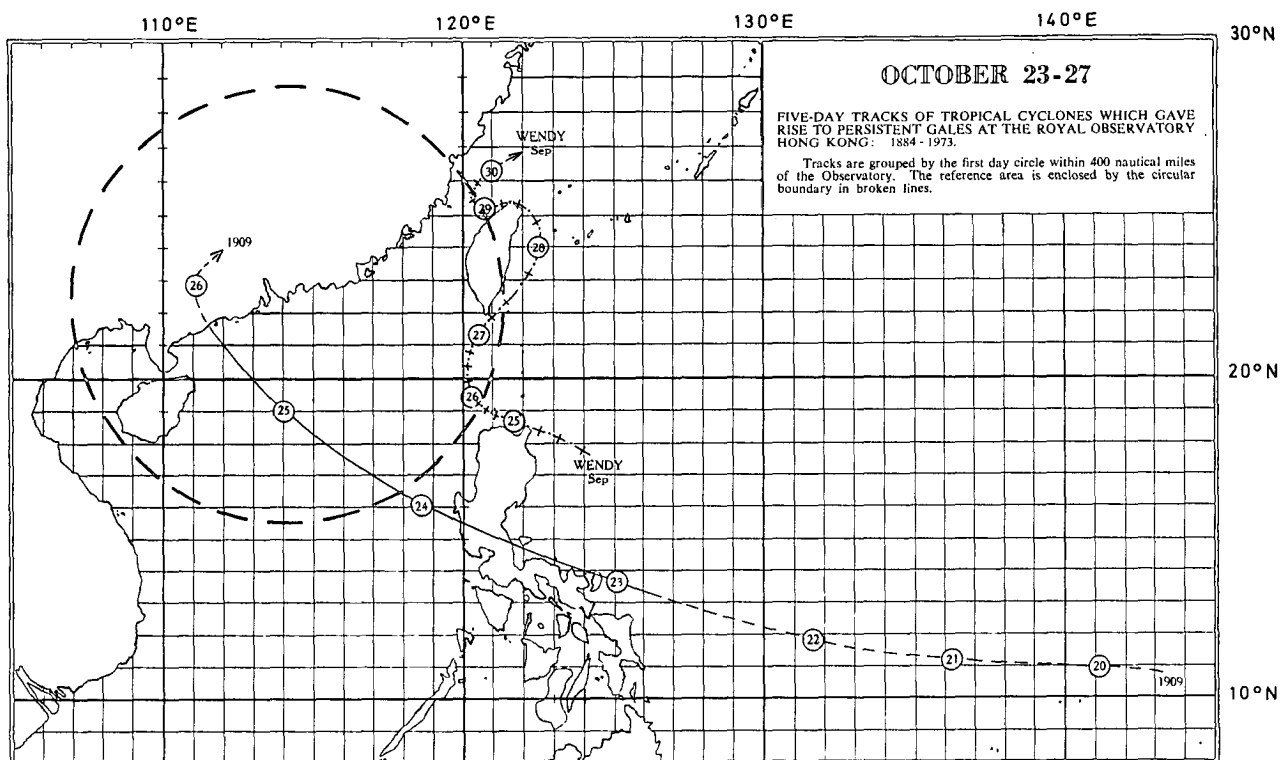 110°E 120°E 130°E 140°E
30°N
OCTOBER 23-27
FIVE-DAY TRACKS OF TROPICAL CYCLONES WHICH GAVE
RISE TO PERSISTENT GALES AT THE ROYAL OBSERVATORY
HONG KONG: 1884 - 1973.
Tracks are grouped by the first day circle within 400 nautical miles
of the Observatory. The reference area is enclosed by the circular
boundary in broken lines.
WENDY
Sep
30
29
28
1909
26
27
20°N
26
25
25
WENDY
Sep
24
23
22
21
20
1909
10°N